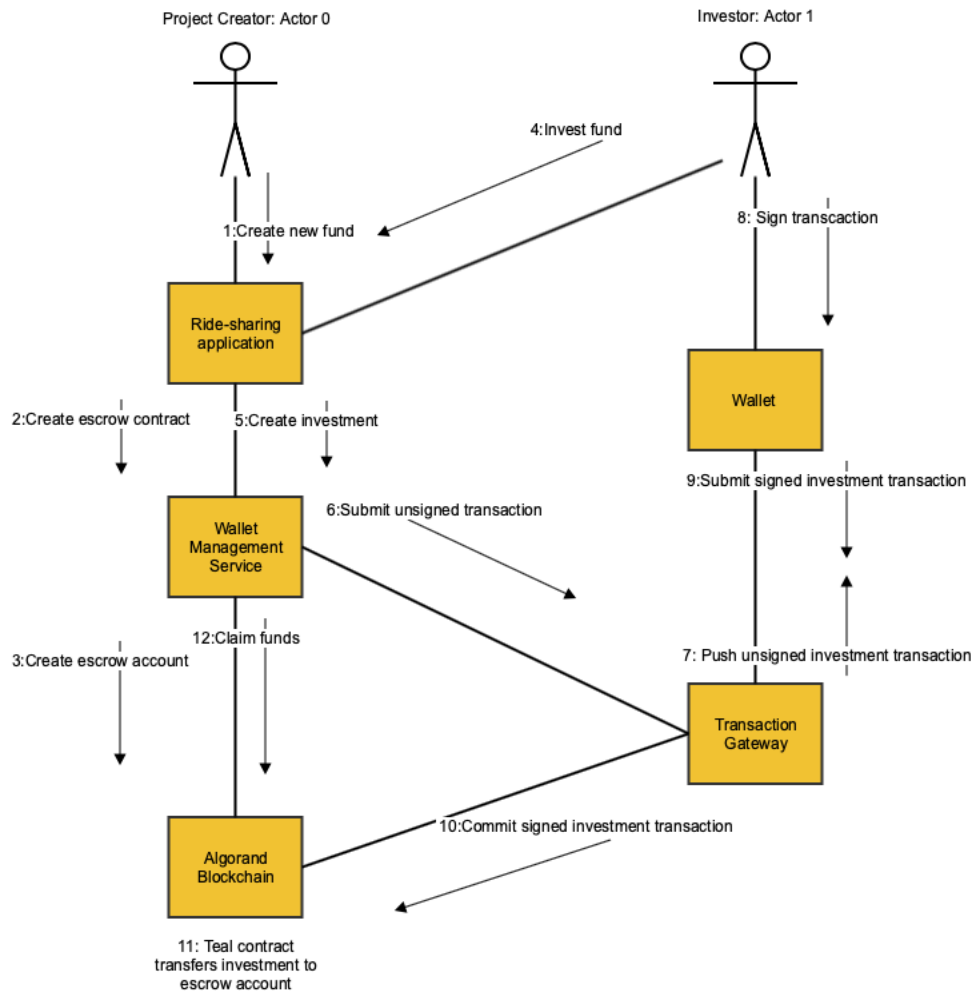 Project Creator: Actor 0
Investor: Actor 1
4:Invest fund
1:Create new fund
8: Sign transcaction
Ride-sharing
application
Wallet
2:Create escrow contract
5:Create investment
9:Submit signed investment transaction
6:Submit unsigned transaction
Wallet
Management
Service
12:Claim funds
3:Create escrow account
7: Push unsigned investment transaction
Transaction
Gateway
10:Commit signed investment transaction
Algorand
Blockchain
11: Teal contract
transfers investment to
escrow account